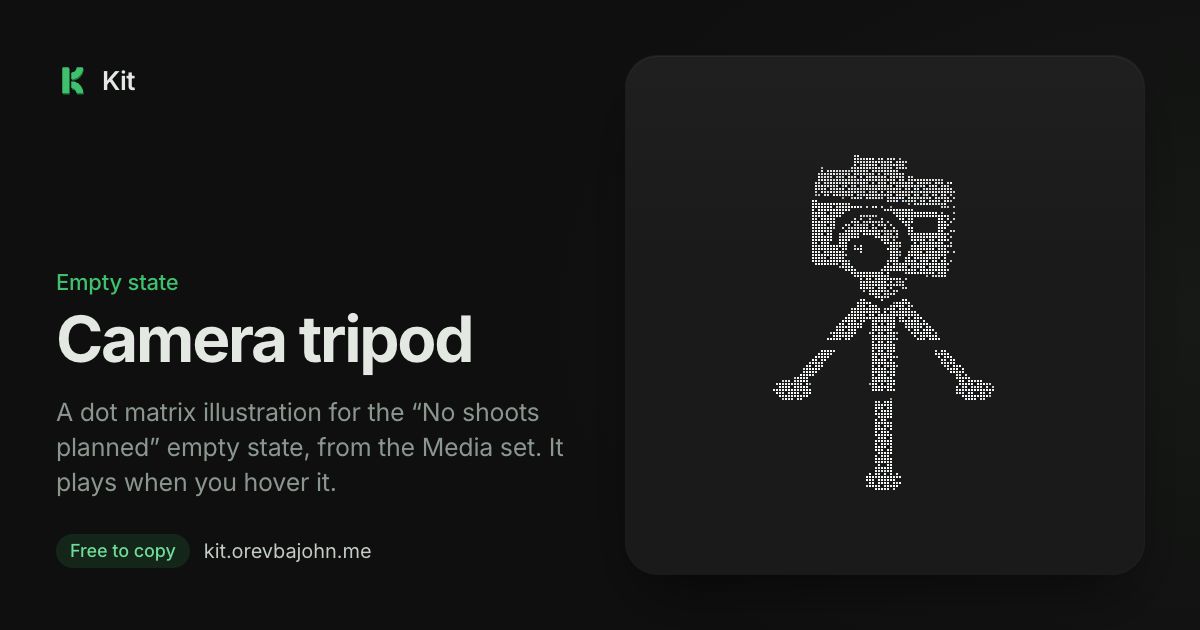 Kit
Empty state
Camera tripod
A dot matrix illustration for the “No shoots
planned” empty state, from the Media set. It
plays when you hover it.
Free to copy
kit.orevbajohn.me